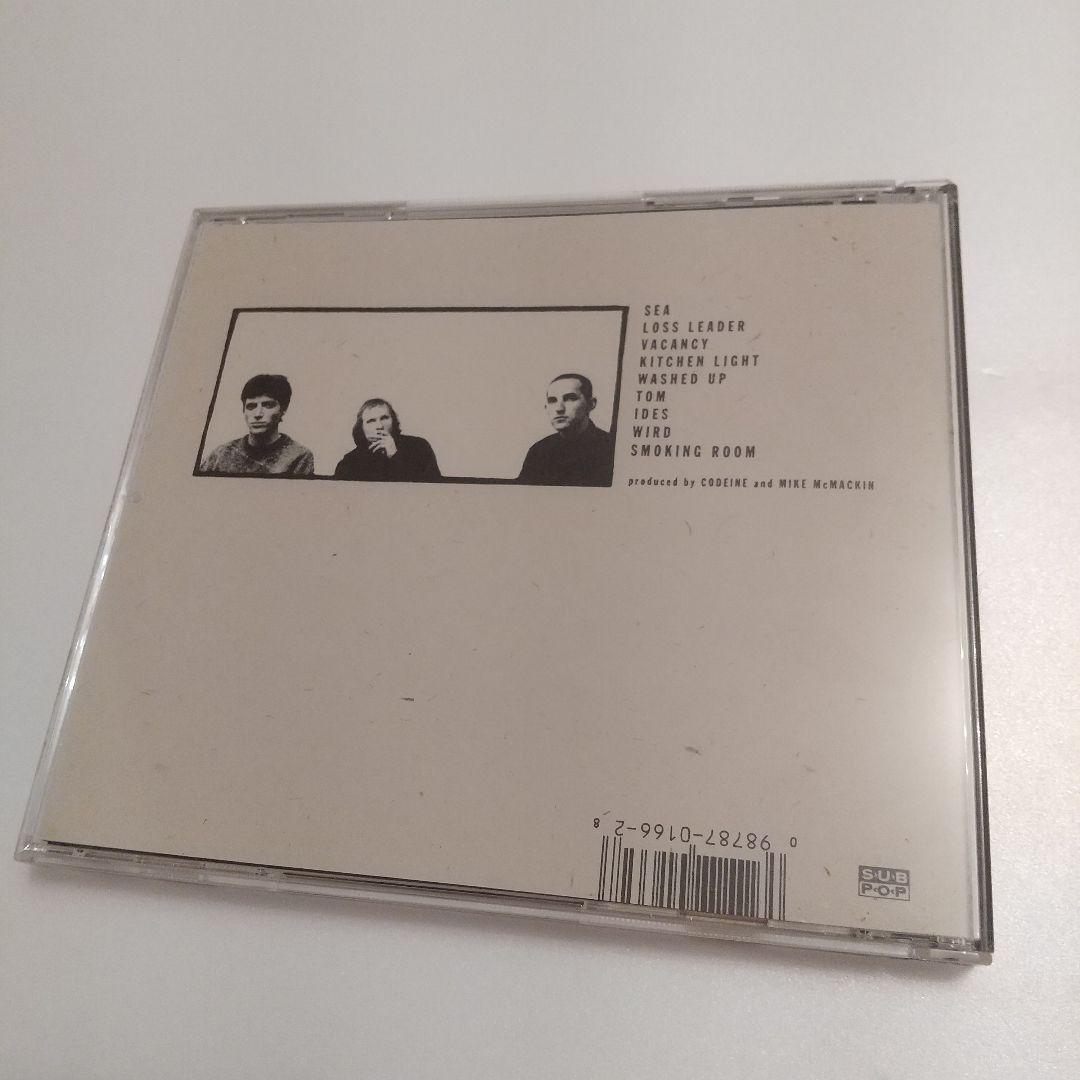 SEA
LOSS LEADER
VACANCY
KITCHEN LIGHT
WASHED UP
TOM
IDES
WIRD
SMOKING ROOM
produced by CODEINE and MIKE McMACKIN
0 98787-0166-2 8
SUB
POP